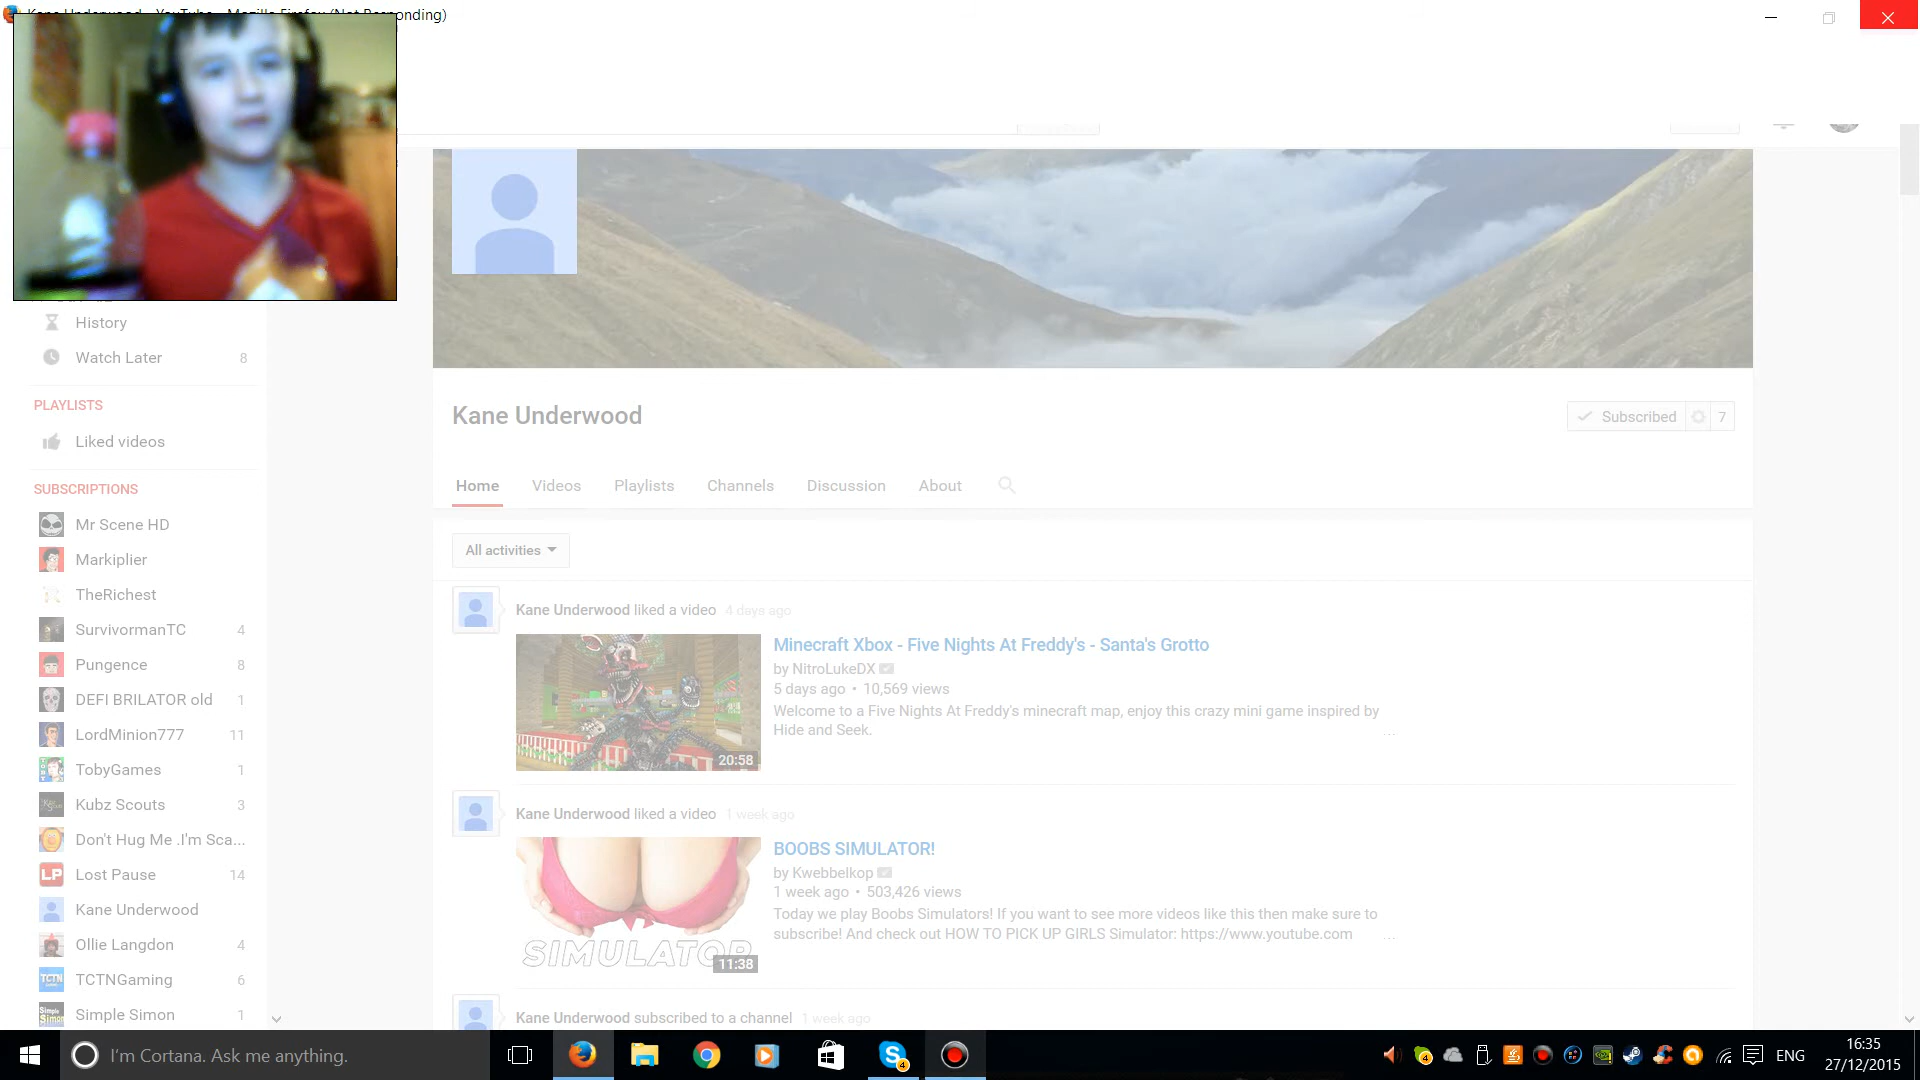 Kane Underwood - YouTube - Mozilla Firefox (Not Responding)
History
Watch Later 8
PLAYLISTS
Liked videos
SUBSCRIPTIONS
Mr Scene HD
Markiplier
TheRichest
SurvivormanTC 4
Pungence 8
DEFI BRILATOR old 1
LordMinion777 11
TobyGames 1
Kubz Scouts 3
Don't Hug Me .I'm Sca...
Lost Pause 14
Kane Underwood
Ollie Langdon 4
TCTNGaming 6
Simple Simon 1
Kane Underwood
Subscribed 7
Home Videos Playlists Channels Discussion About
All activities
Kane Underwood liked a video 4 days ago
20:58
Minecraft Xbox - Five Nights At Freddy's - Santa's Grotto
by NitroLukeDX
5 days ago • 10,569 views
Welcome to a Five Nights At Freddy's minecraft map, enjoy this crazy mini game inspired by
Hide and Seek.
...
Kane Underwood liked a video 1 week ago
SIMULATOR
11:38
BOOBS SIMULATOR!
by Kwebbelkop
1 week ago • 503,426 views
Today we play Boobs Simulators! If you want to see more videos like this then make sure to
subscribe! And check out HOW TO PICK UP GIRLS Simulator: https://www.youtube.com
...
Kane Underwood subscribed to a channel 1 week ago
I'm Cortana. Ask me anything.
ENG
16:35
27/12/2015